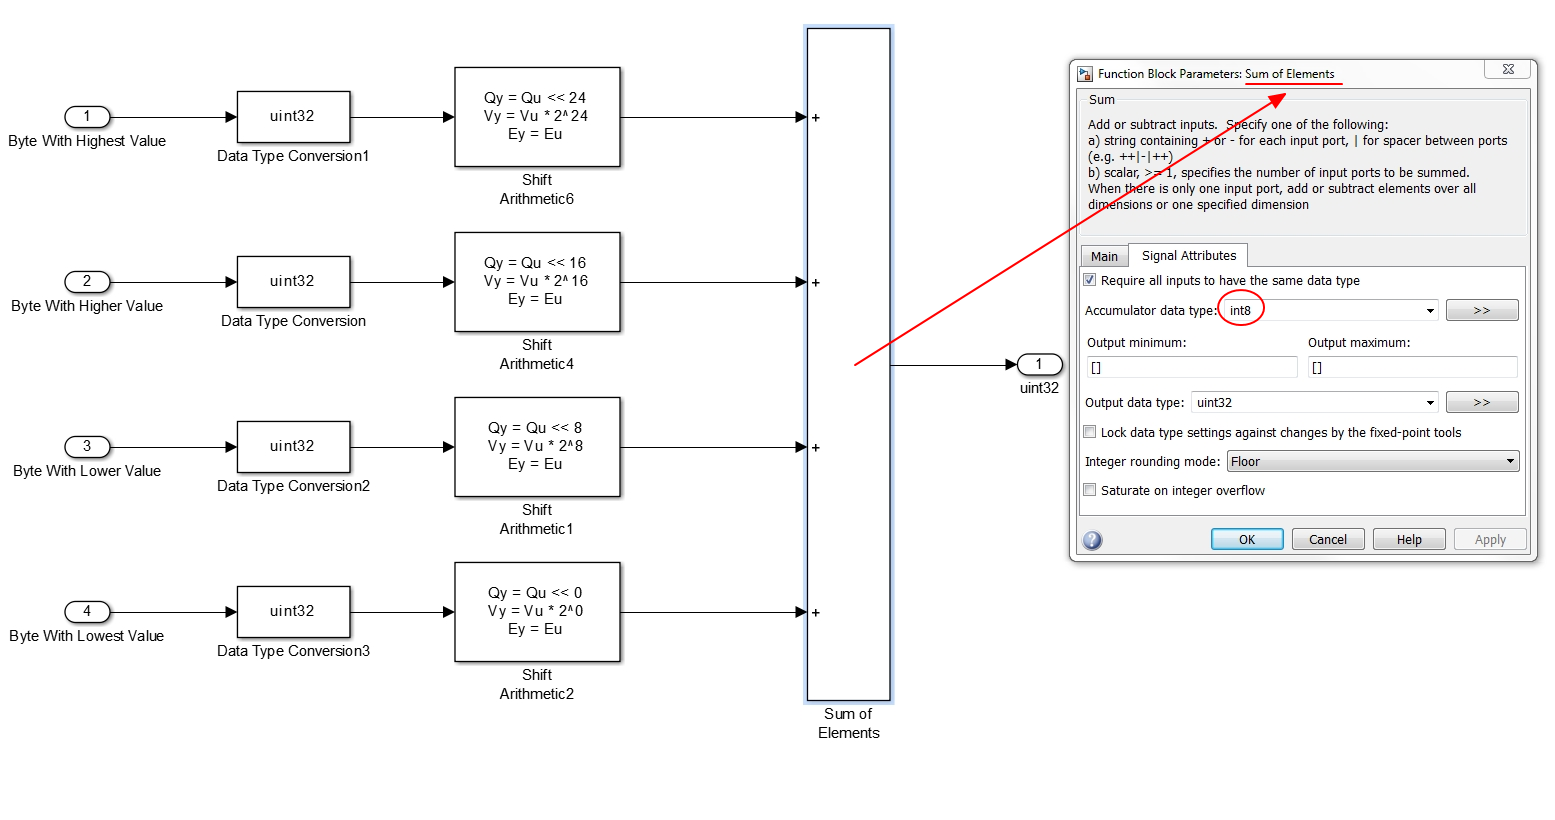 1
Byte With Highest Value
uint32
Data Type Conversion1
Qy = Qu << 24
Vy = Vu * 2^24
Ey = Eu
Shift
Arithmetic6
+
2
Byte With Higher Value
uint32
Data Type Conversion
Qy = Qu << 16
Vy = Vu * 2^16
Ey = Eu
Shift
Arithmetic4
+
3
Byte With Lower Value
uint32
Data Type Conversion2
Qy = Qu << 8
Vy = Vu * 2^8
Ey = Eu
Shift
Arithmetic1
+
4
Byte With Lowest Value
uint32
Data Type Conversion3
Qy = Qu << 0
Vy = Vu * 2^0
Ey = Eu
Shift
Arithmetic2
+
Sum of
Elements
1
uint32
Function Block Parameters: Sum of Elements
Sum
Add or subtract inputs.  Specify one of the following:
a) string containing + or - for each input port, | for spacer between ports
(e.g. ++|-|++)
b) scalar, >= 1, specifies the number of input ports to be summed.
When there is only one input port, add or subtract elements over all
dimensions or one specified dimension
Main
Signal Attributes
Require all inputs to have the same data type
Accumulator data type: int8
>>
Output minimum:
Output maximum:
[]
[]
Output data type: uint32
>>
Lock data type settings against changes by the fixed-point tools
Integer rounding mode: Floor
Saturate on integer overflow
?
OK
Cancel
Help
Apply